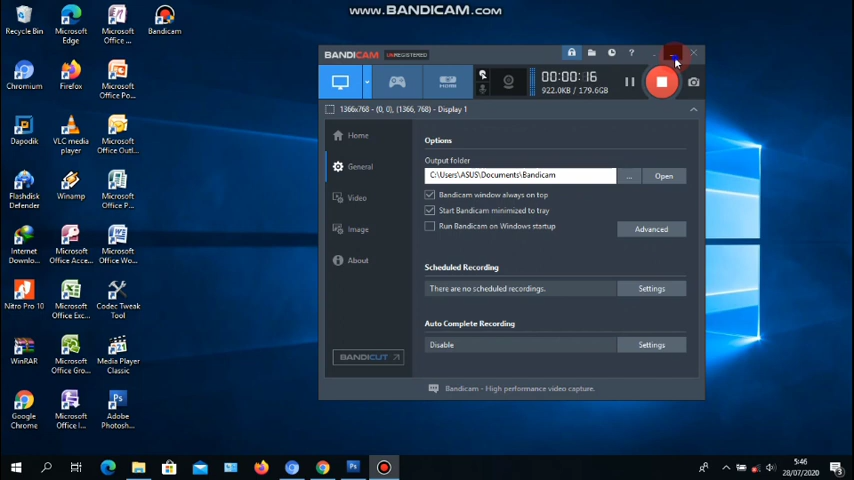 www.BANDICAM.com
Recycle Bin
Microsoft
Edge
Microsoft
Office ...
Bandicam
Chromium
Firefox
Microsoft
Office Po...
Dapodik
VLC media
player
Microsoft
Office Outl...
Flashdisk
Defender
Winamp
Microsoft
Office P...
Internet
Downlo...
Microsoft
Office Acce...
Microsoft
Office Wo...
Nitro Pro 10
Microsoft
Office Exc...
Codec Tweak
Tool
WinRAR
Microsoft
Office Gro...
Media Player
Classic
Google
Chrome
Microsoft
Office I...
Adobe
Photosh...
BANDICAM UNREGISTERED
HDMI
00:00:16
922.0KB / 179.6GB
1366x768 - (0, 0), (1366, 768) - Display 1
Home
General
Video
Image
About
BANDICUT
Options
Output folder
C:\Users\ASUS\Documents\Bandicam
... Open
Bandicam window always on top
Start Bandicam minimized to tray
Run Bandicam on Windows startup
Advanced
Scheduled Recording
There are no scheduled recordings.
Settings
Auto Complete Recording
Disable
Settings
Bandicam - High performance video capture.
5:46
28/07/2020
3